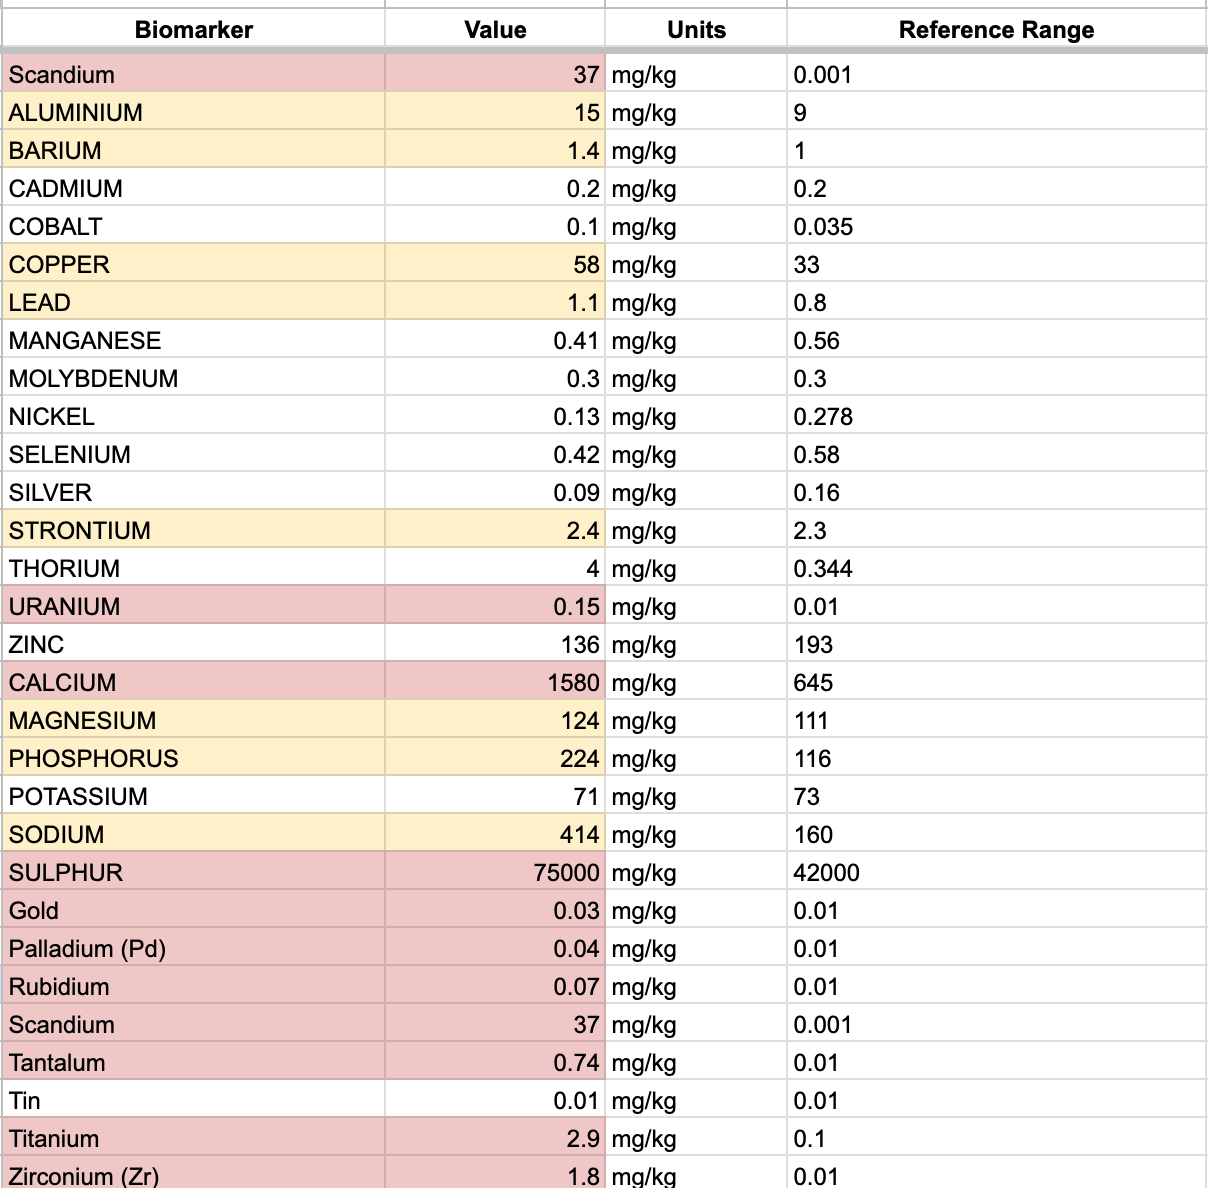 Biomarker Value Units Reference Range
Scandium 37 mg/kg 0.001
ALUMINIUM 15 mg/kg 9
BARIUM 1.4 mg/kg 1
CADMIUM 0.2 mg/kg 0.2
COBALT 0.1 mg/kg 0.035
COPPER 58 mg/kg 33
LEAD 1.1 mg/kg 0.8
MANGANESE 0.41 mg/kg 0.56
MOLYBDENUM 0.3 mg/kg 0.3
NICKEL 0.13 mg/kg 0.278
SELENIUM 0.42 mg/kg 0.58
SILVER 0.09 mg/kg 0.16
STRONTIUM 2.4 mg/kg 2.3
THORIUM 4 mg/kg 0.344
URANIUM 0.15 mg/kg 0.01
ZINC 136 mg/kg 193
CALCIUM 1580 mg/kg 645
MAGNESIUM 124 mg/kg 111
PHOSPHORUS 224 mg/kg 116
POTASSIUM 71 mg/kg 73
SODIUM 414 mg/kg 160
SULPHUR 75000 mg/kg 42000
Gold 0.03 mg/kg 0.01
Palladium (Pd) 0.04 mg/kg 0.01
Rubidium 0.07 mg/kg 0.01
Scandium 37 mg/kg 0.001
Tantalum 0.74 mg/kg 0.01
Tin 0.01 mg/kg 0.01
Titanium 2.9 mg/kg 0.1
Zirconium (Zr) 1.8 mg/kg 0.01